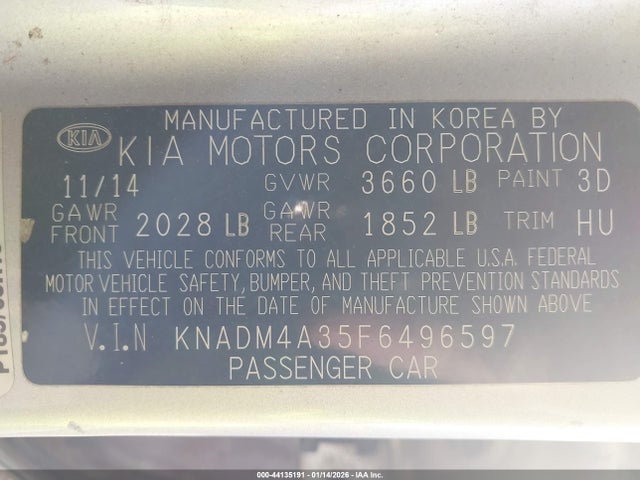 MANUFACTURED IN KOREA BY
KIA KIA MOTORS CORPORATION
11/14 GVWR 3660 LB PAINT 3D
GAWR FRONT 2028 LB GAWR REAR 1852 LB TRIM HU
THIS VEHICLE CONFORMS TO ALL APPLICABLE U.S.A. FEDERAL
MOTOR VEHICLE SAFETY, BUMPER, AND THEFT PREVENTION STANDARDS
IN EFFECT ON THE DATE OF MANUFACTURE SHOWN ABOVE
V.I.N KNADM4A35F6496597
PASSENGER CAR
000-44135191 - 01/14/2026 - IAA Inc.